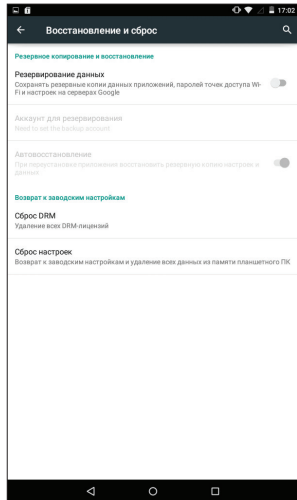 17:02
Восстановление и сброс
Резервное копирование и восстановление
Резервирование данных
Сохранять резервные копии данных приложений, паролей точек доступа Wi-
Fi и настроек на серверах Google
Аккаунт для резервирования
Need to set the backup account
Автовосстановление
При переустановке приложения восстановить резервную копию настроек и
данных
Возврат к заводским настройкам
Сброс DRM
Удаление всех DRM-лицензий
Сброс настроек
Возврат к заводским настройкам и удаление всех данных из памяти планшетного ПК